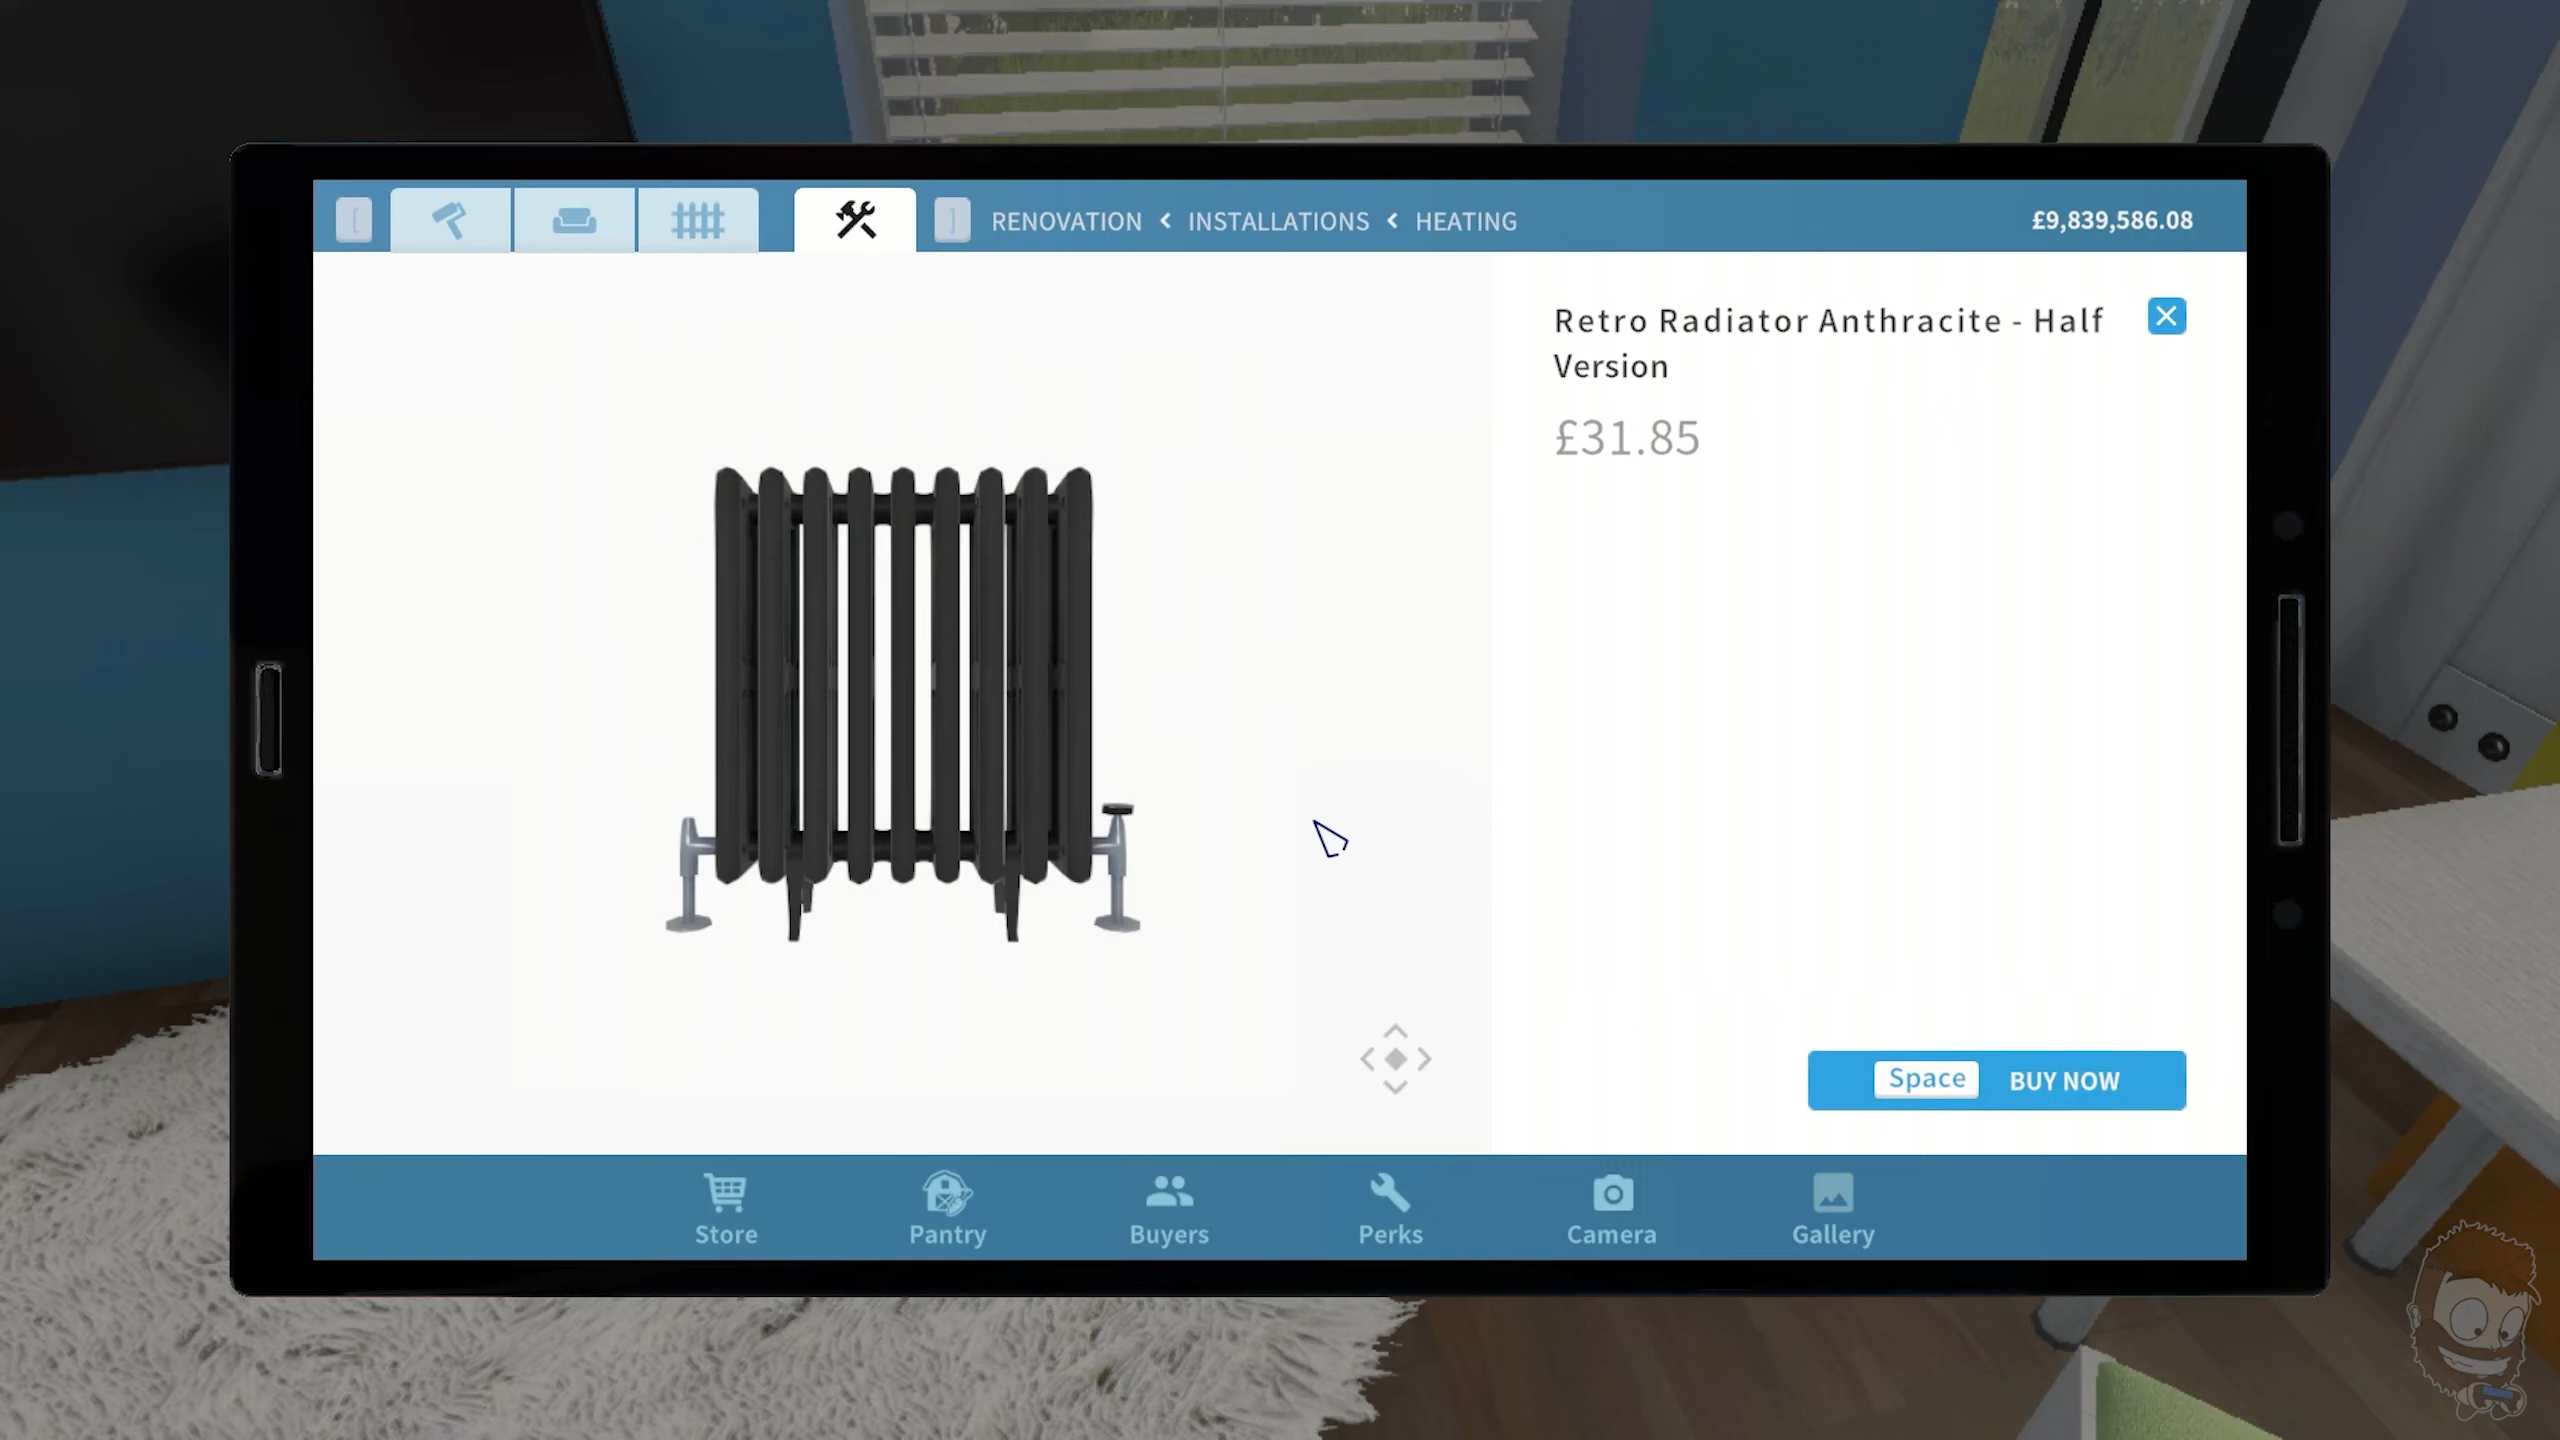 [
]
RENOVATION < INSTALLATIONS < HEATING
£9,839,586.08
Retro Radiator Anthracite - Half
Version
£31.85
Space BUY NOW
Store
Pantry
Buyers
Perks
Camera
Gallery